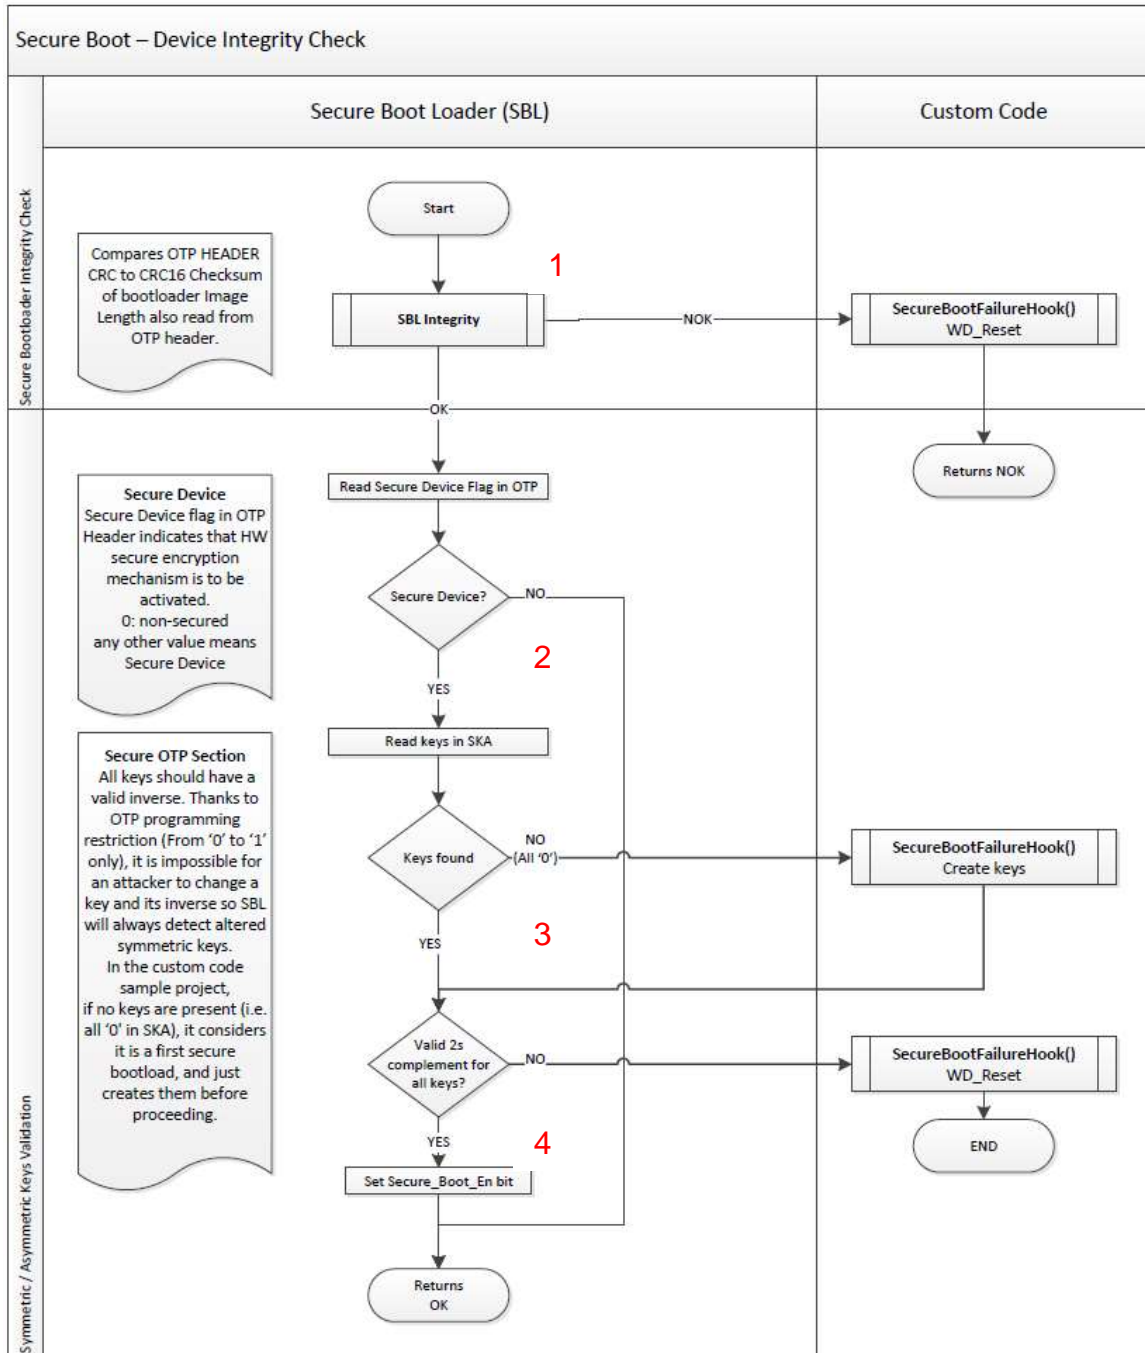 Secure Boot – Device Integrity Check
Secure Boot Loader (SBL)
Custom Code
Secure Bootloader Integrity Check
Start
Compares OTP HEADER
CRC to CRC16 Checksum
of bootloader Image
Length also read from
OTP header.
1
SBL Integrity
NOK
SecureBootFailureHook()
WD_Reset
OK
Returns NOK
Symmetric / Asymmetric Keys Validation
Read Secure Device Flag in OTP
Secure Device
Secure Device flag in OTP
Header indicates that HW
secure encryption
mechanism is to be
activated.
0: non-secured
any other value means
Secure Device
Secure Device?
NO
2
YES
Read keys in SKA
Secure OTP Section
All keys should have a
valid inverse. Thanks to
OTP programming
restriction (From ‘0’ to ‘1’
only), it is impossible for
an attacker to change a
key and its inverse so SBL
will always detect altered
symmetric keys.
In the custom code
sample project,
if no keys are present (i.e.
all ‘0’ in SKA), it considers
it is a first secure
bootload, and just
creates them before
proceeding.
Keys found
NO
(All ‘0’)
SecureBootFailureHook()
Create keys
3
YES
Valid 2s
complement for
all keys?
NO
SecureBootFailureHook()
WD_Reset
YES
4
END
Set Secure_Boot_En bit
Returns
OK